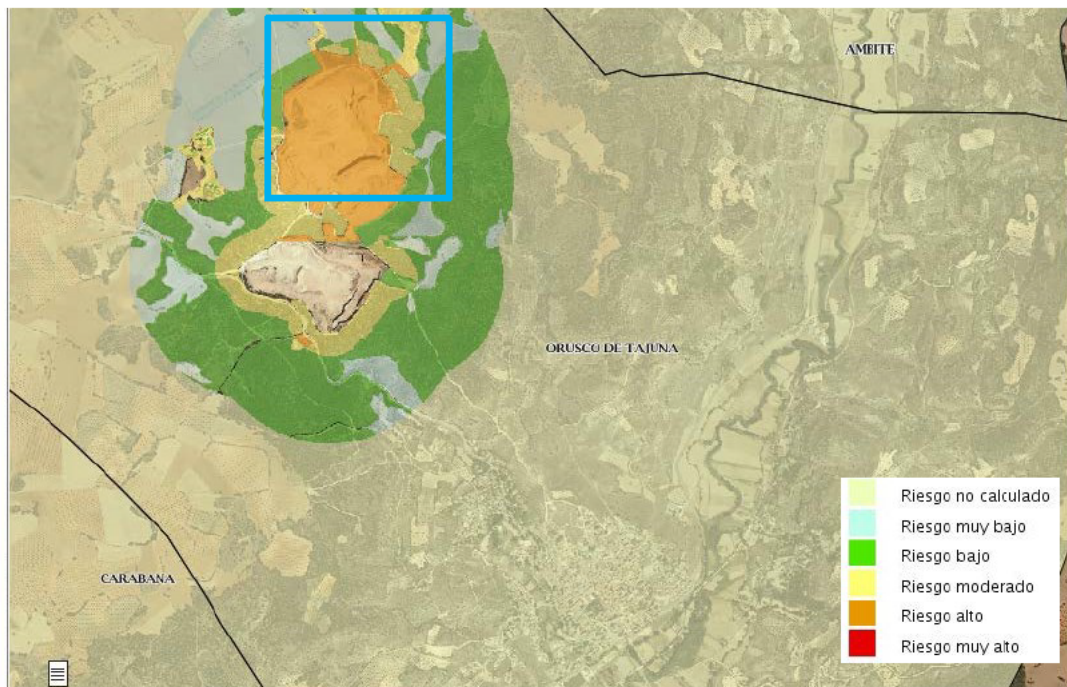 AMBITE
ORUSCO DE TAJUNA
CARABANA
Riesgo no calculado
Riesgo muy bajo
Riesgo bajo
Riesgo moderado
Riesgo alto
Riesgo muy alto